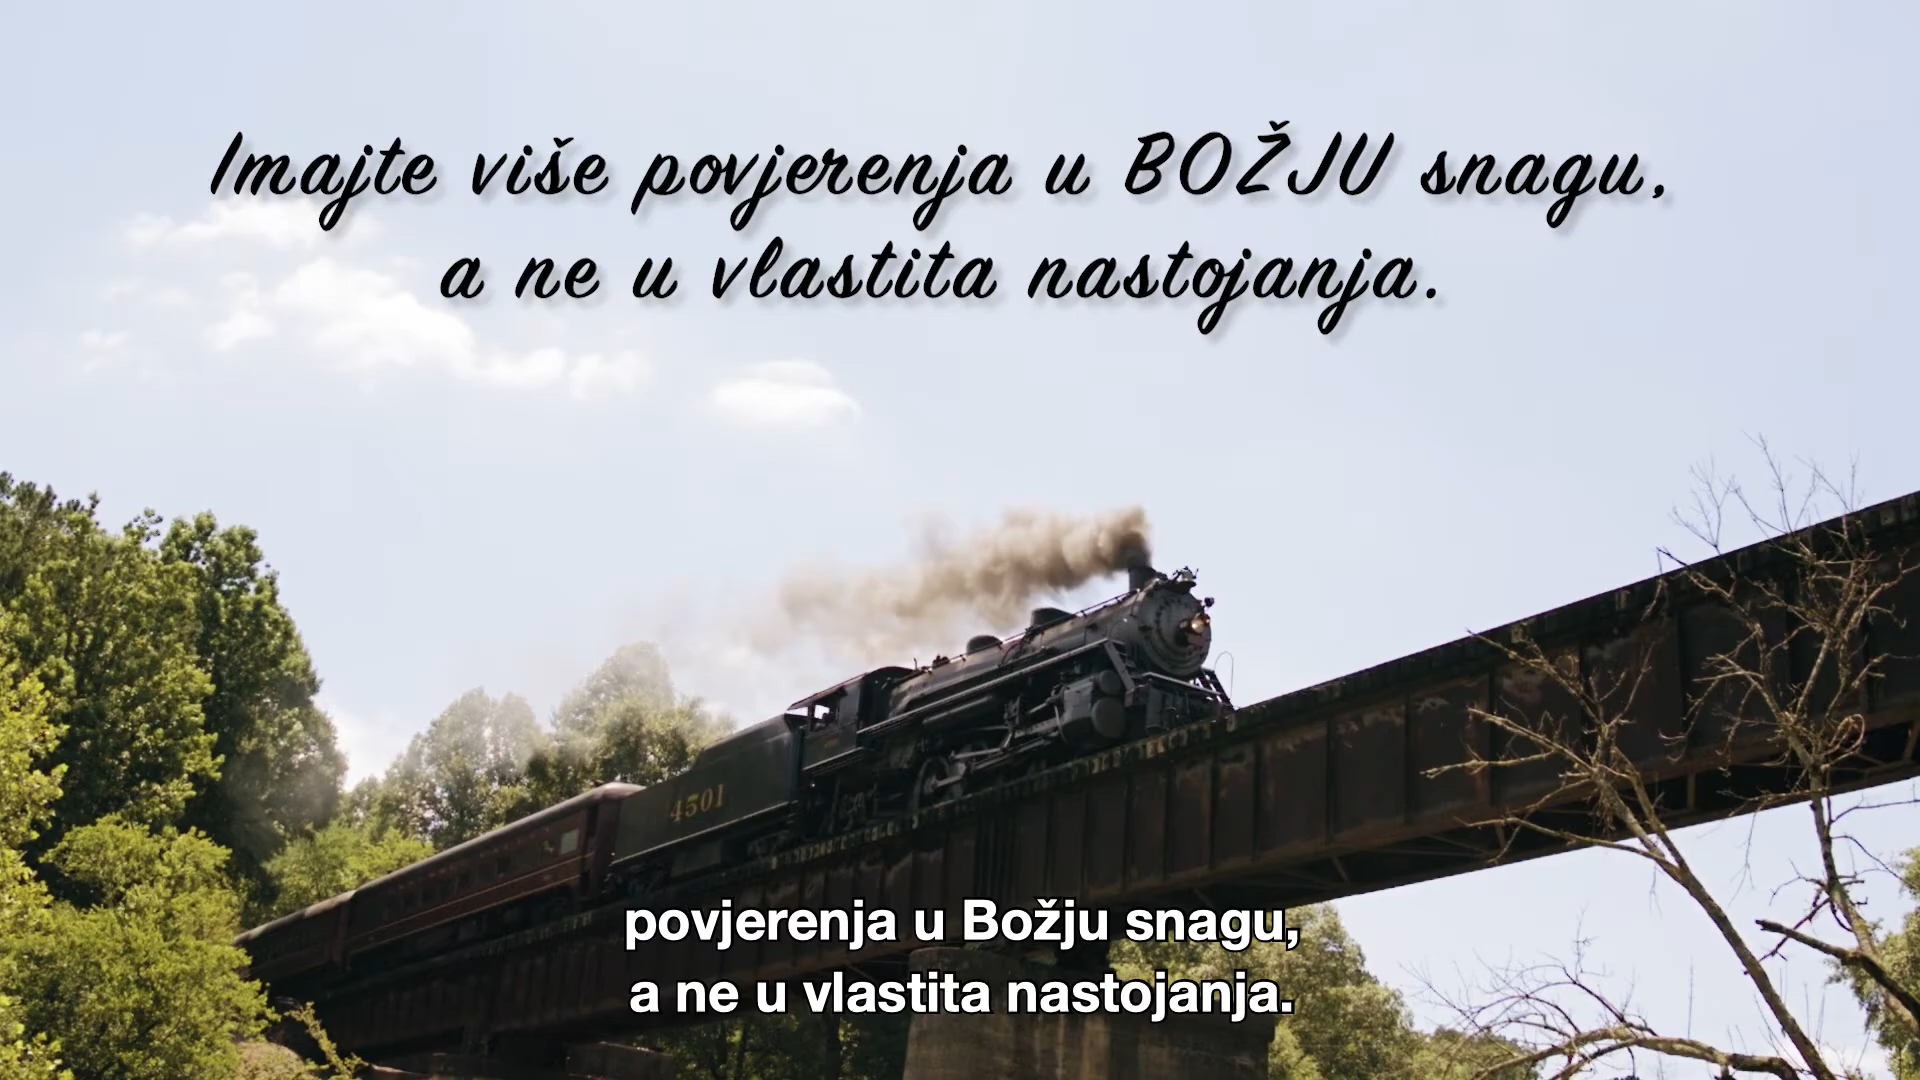 Imajte više povjerenja u BOŽJU snagu,
a ne u vlastita nastojanja.
4501
povjerenja u Božju snagu,
a ne u vlastita nastojanja.